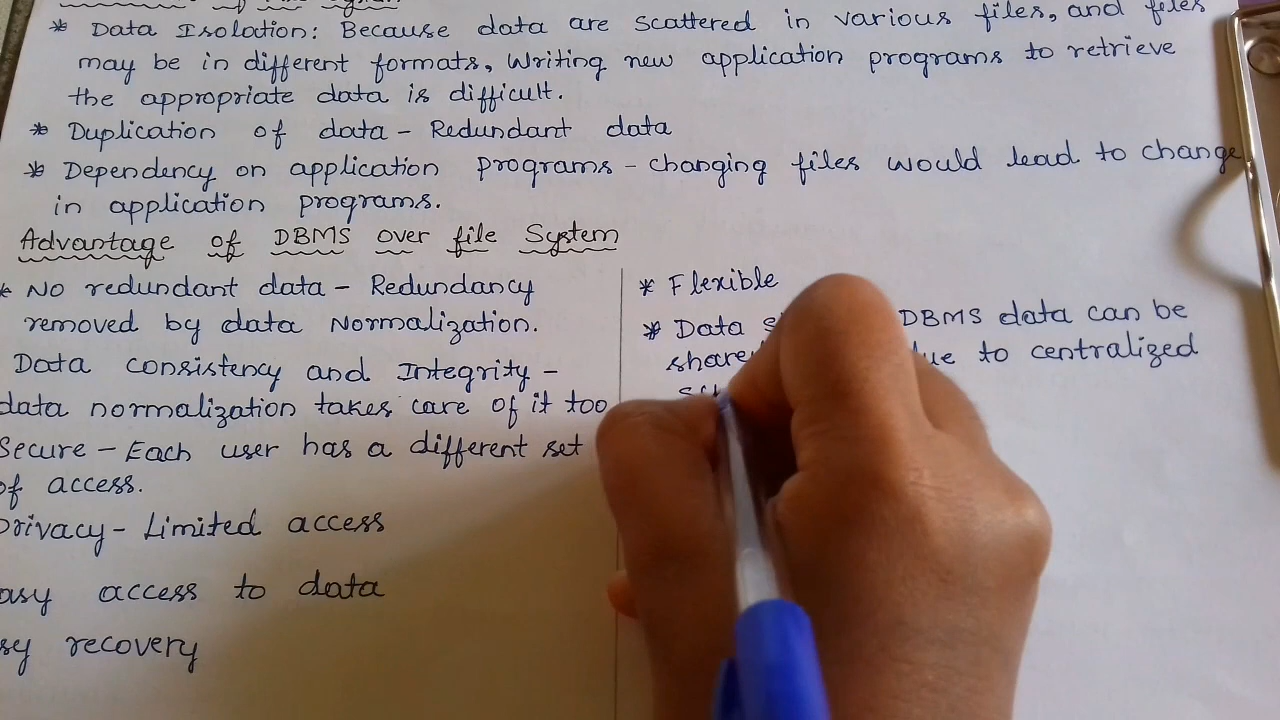 * Data Isolation: Because data are scattered in various files, and files
may be in different formats, Writing new application programs to retrieve
the appropriate data is difficult.
* Duplication of data - Redundant data
* Dependency on application programs - changing files would lead to change
in application programs.
Advantage of DBMS over file System
* No redundant data - Redundancy
removed by data Normalization.
Data consistency and Integrity -
data normalization takes care of it too
Secure - Each user has a different set
of access.
Privacy - Limited access
asy access to data
sy recovery
* Flexible
* Data DBMS data can be
share ue to centralized